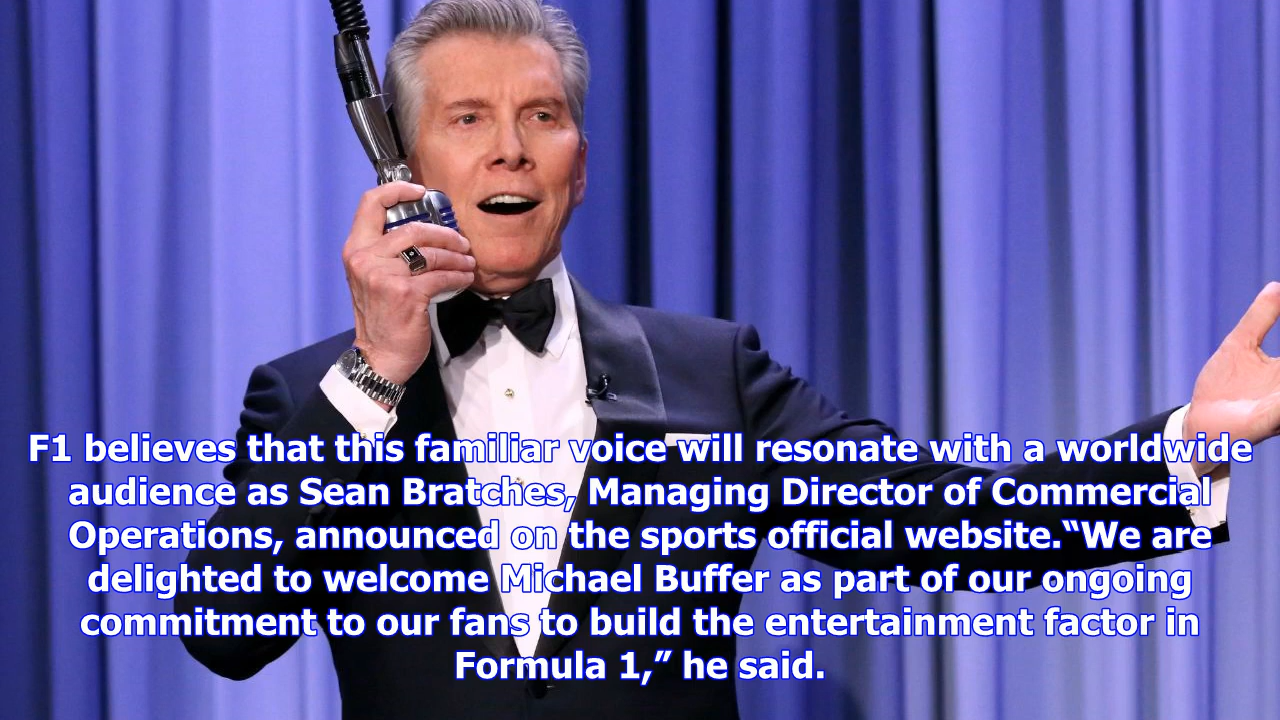 F1 believes that this familiar voice will resonate with a worldwide
audience as Sean Bratches, Managing Director of Commercial
Operations, announced on the sports official website.“We are
delighted to welcome Michael Buffer as part of our ongoing
commitment to our fans to build the entertainment factor in
Formula 1,” he said.